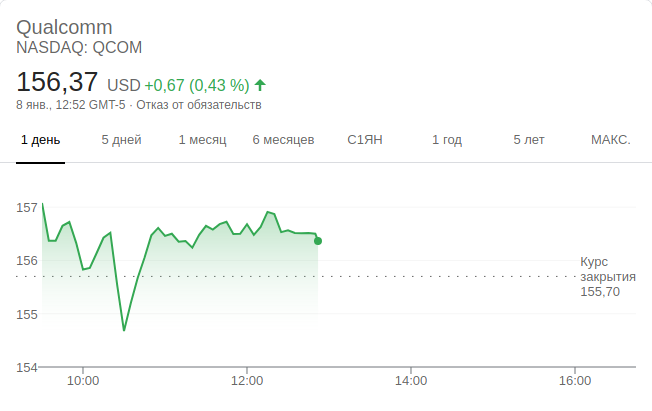 Qualcomm
NASDAQ: QCOM
156,37 USD +0,67 (0,43 %)
8 янв., 12:52 GMT-5 · Отказ от обязательств
1 день 5 дней 1 месяц 6 месяцев С1ЯН 1 год 5 лет МАКС.
157
156
155
154
Курс
закрытия
155,70
10:00 12:00 14:00 16:00